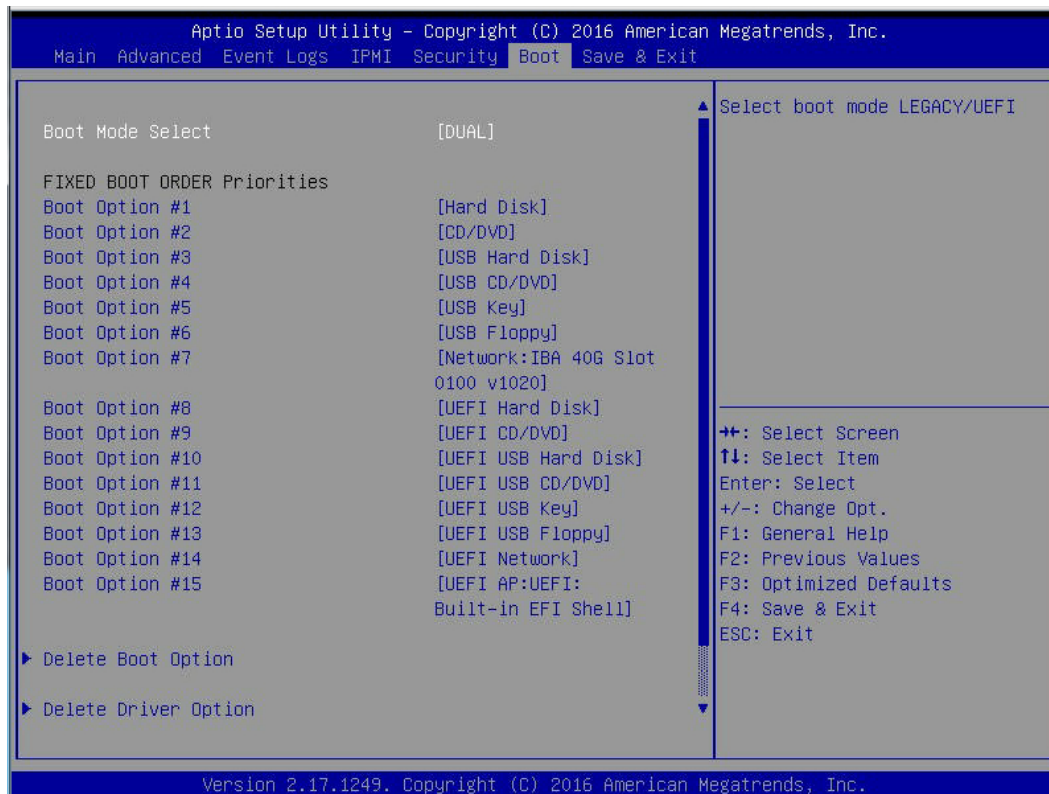 Aptio Setup Utility – Copyright (C) 2016 American Megatrends, Inc.
Main Advanced Event Logs IPMI Security Boot Save & Exit
Boot Mode Select [DUAL]
FIXED BOOT ORDER Priorities
Boot Option #1 [Hard Disk]
Boot Option #2 [CD/DVD]
Boot Option #3 [USB Hard Disk]
Boot Option #4 [USB CD/DVD]
Boot Option #5 [USB Key]
Boot Option #6 [USB Floppy]
Boot Option #7 [Network:IBA 40G Slot
0100 v1020]
Boot Option #8 [UEFI Hard Disk]
Boot Option #9 [UEFI CD/DVD]
Boot Option #10 [UEFI USB Hard Disk]
Boot Option #11 [UEFI USB CD/DVD]
Boot Option #12 [UEFI USB Key]
Boot Option #13 [UEFI USB Floppy]
Boot Option #14 [UEFI Network]
Boot Option #15 [UEFI AP:UEFI:
Built-in EFI Shell]
▶ Delete Boot Option
▶ Delete Driver Option
Select boot mode LEGACY/UEFI
→←: Select Screen
↑↓: Select Item
Enter: Select
+/-: Change Opt.
F1: General Help
F2: Previous Values
F3: Optimized Defaults
F4: Save & Exit
ESC: Exit
Version 2.17.1249. Copyright (C) 2016 American Megatrends, Inc.